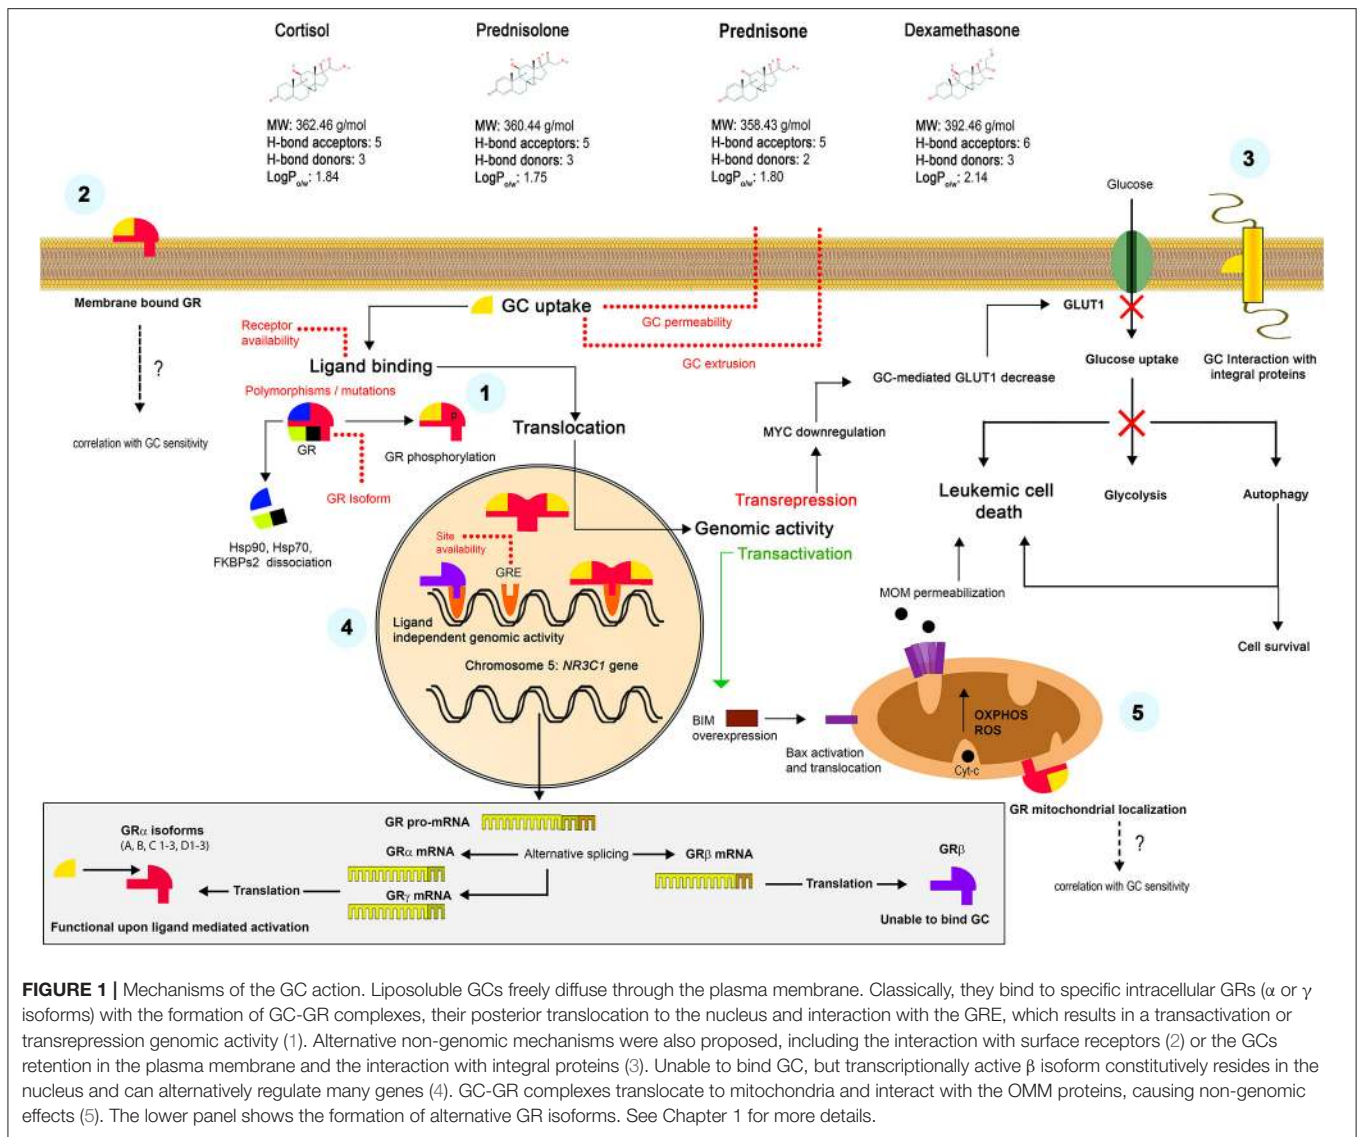 Cortisol
MW: 362.46 g/mol
H-bond acceptors: 5
H-bond donors: 3
LogPo/w: 1.84
Prednisolone
MW: 360.44 g/mol
H-bond acceptors: 5
H-bond donors: 3
LogPo/w: 1.75
Prednisone
MW: 358.43 g/mol
H-bond acceptors: 5
H-bond donors: 2
LogPo/w: 1.80
Dexamethasone
MW: 392.46 g/mol
H-bond acceptors: 6
H-bond donors: 3
LogPo/w: 2.14
2
3
Glucose
Membrane bound GR
?
correlation with GC sensitivity
GC uptake
GC permeability
GC extrusion
Receptor
availability
Ligand binding
Polymorphisms / mutations
1
GR
P
GR phosphorylation
GR Isoform
Hsp90, Hsp70,
FKBPs2 dissociation
Translocation
GLUT1
Glucose uptake
GC Interaction with
integral proteins
GC-mediated GLUT1 decrease
MYC downregulation
Transrepression
Genomic activity
Transactivation
Leukemic cell
death
Glycolysis
Autophagy
Cell survival
MOM permeabilization
4
Site
availability
GRE
Ligand
independent genomic activity
Chromosome 5: NR3C1 gene
BIM
overexpression
Bax activation
and translocation
OXPHOS
ROS
Cyt-c
5
GR mitochondrial localization
?
correlation with GC sensitivity
GR pro-mRNA
GRα isoforms
(A, B, C 1-3, D1-3)
GRα mRNA
Alternative splicing
GRβ mRNA
GRβ
Translation
GRγ mRNA
Translation
Functional upon ligand mediated activation
Unable to bind GC
FIGURE 1 | Mechanisms of the GC action. Liposoluble GCs freely diffuse through the plasma membrane. Classically, they bind to specific intracellular GRs (α or γ
isoforms) with the formation of GC-GR complexes, their posterior translocation to the nucleus and interaction with the GRE, which results in a transactivation or
transrepression genomic activity (1). Alternative non-genomic mechanisms were also proposed, including the interaction with surface receptors (2) or the GCs
retention in the plasma membrane and the interaction with integral proteins (3). Unable to bind GC, but transcriptionally active β isoform constitutively resides in the
nucleus and can alternatively regulate many genes (4). GC-GR complexes translocate to mitochondria and interact with the OMM proteins, causing non-genomic
effects (5). The lower panel shows the formation of alternative GR isoforms. See Chapter 1 for more details.